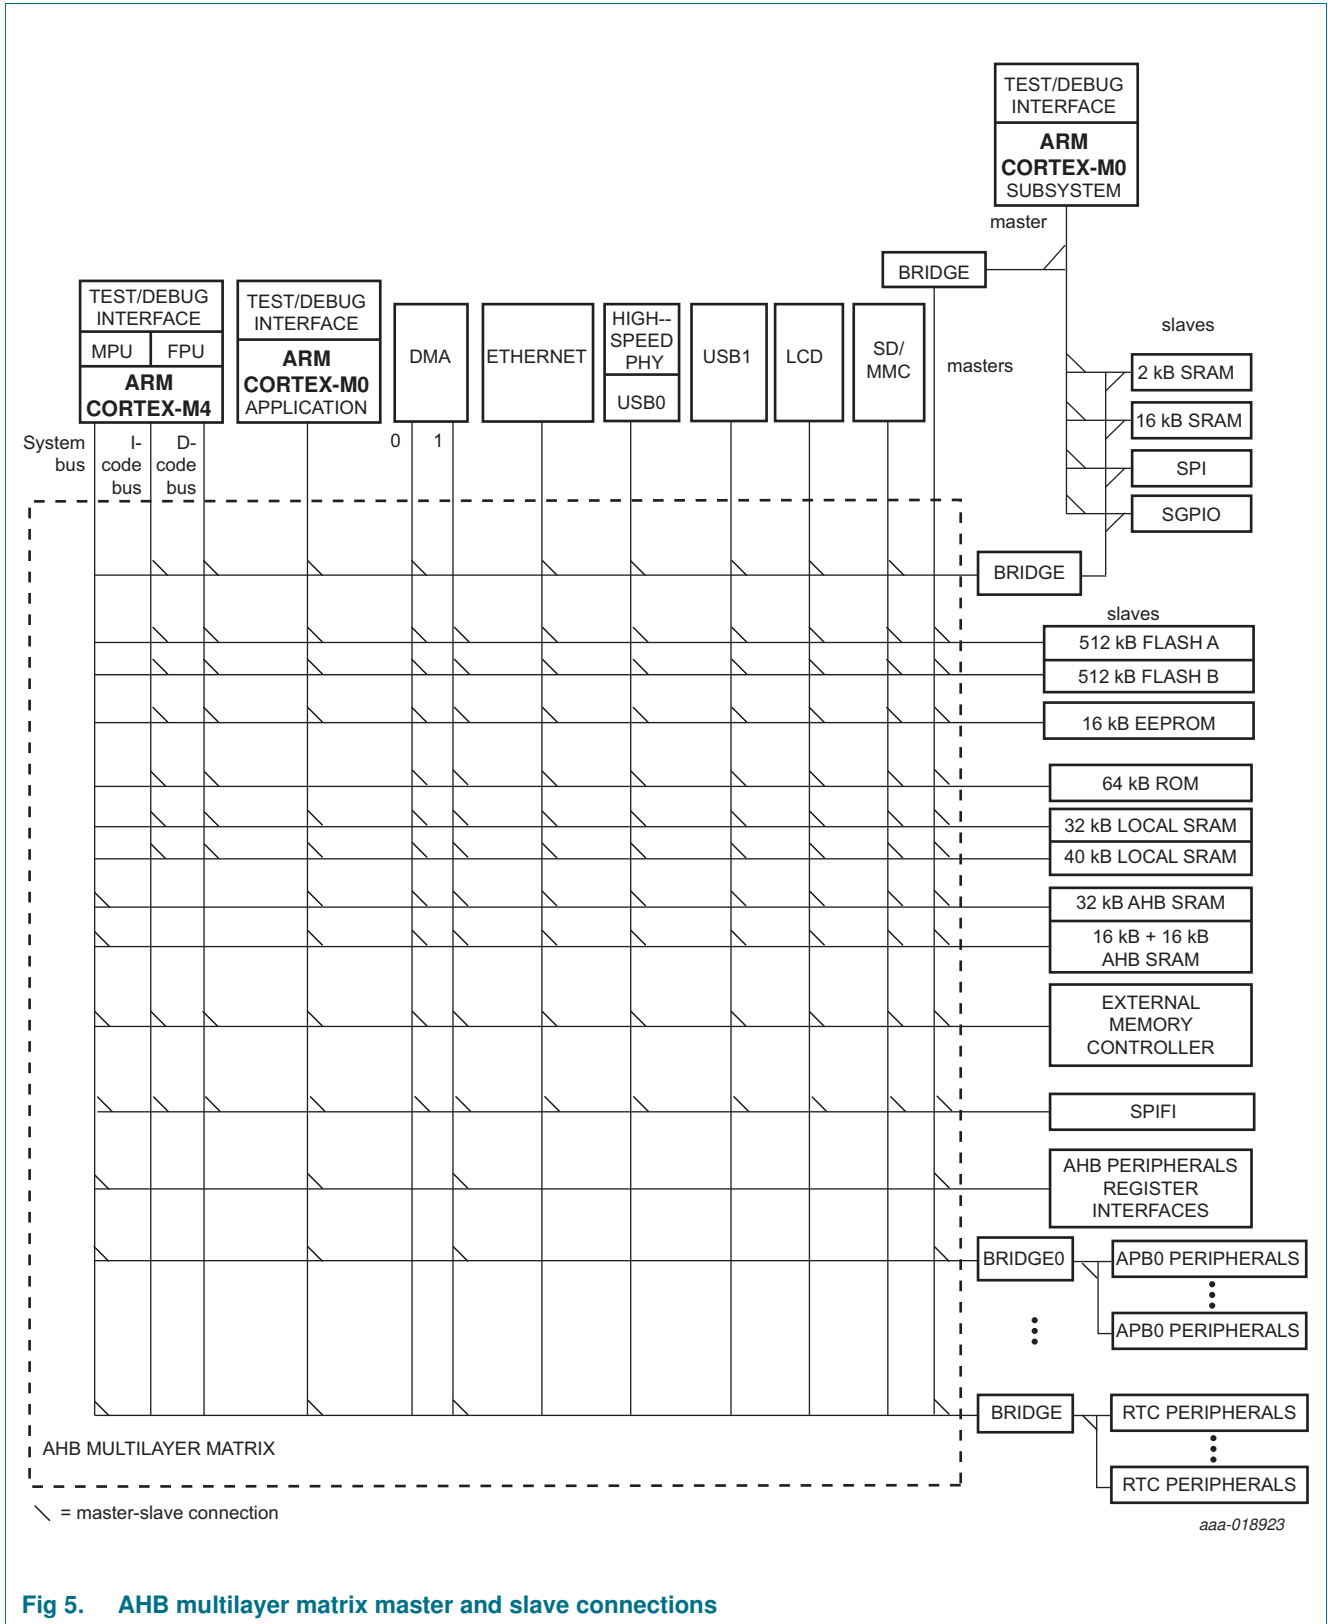 TEST/DEBUG
INTERFACE
ARM
CORTEX-M0
SUBSYSTEM
master
BRIDGE
slaves
TEST/DEBUG
INTERFACE
MPU FPU
ARM
CORTEX-M4
TEST/DEBUG
INTERFACE
ARM
CORTEX-M0
APPLICATION
DMA
ETHERNET
HIGH--
SPEED
PHY
USB0
USB1
LCD
SD/
MMC
masters
2 kB SRAM
16 kB SRAM
SPI
SGPIO
System
bus
I-
code
bus
D-
code
bus
0 1
BRIDGE
slaves
512 kB FLASH A
512 kB FLASH B
16 kB EEPROM
64 kB ROM
32 kB LOCAL SRAM
40 kB LOCAL SRAM
32 kB AHB SRAM
16 kB + 16 kB
AHB SRAM
EXTERNAL
MEMORY
CONTROLLER
SPIFI
AHB PERIPHERALS
REGISTER
INTERFACES
BRIDGE0
APB0 PERIPHERALS
APB0 PERIPHERALS
BRIDGE
RTC PERIPHERALS
RTC PERIPHERALS
AHB MULTILAYER MATRIX
= master-slave connection
aaa-018923
Fig 5. AHB multilayer matrix master and slave connections